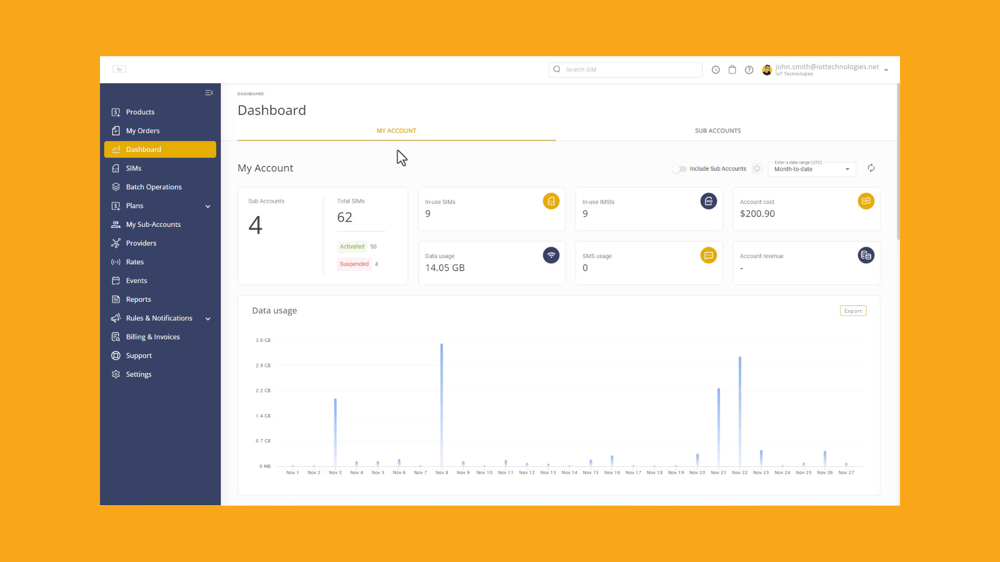 Search SIM
john.smith@iottechnologies.net
IoT Technologies
Products
My Orders
Dashboard
SIMs
Batch Operations
Plans
My Sub-Accounts
Providers
Rates
Events
Reports
Rules & Notifications
Billing & Invoices
Support
Settings
DASHBOARD
Dashboard
MY ACCOUNT
SUB ACCOUNTS
My Account
Include Sub Accounts
Enter a date range (UTC)
Month-to-date
Sub Accounts
4
Total SIMs
62
Activated 58
Suspended 4
In-use SIMs
9
In-use IMSIs
9
IMSI
Account cost
$200.90
Data usage
14.05 GB
SMS usage
0
Account revenue
-
Data usage
Export
3.6 GB
2.9 GB
2.2 GB
1.4 GB
0.7 GB
0 MB
Nov 1 Nov 2 Nov 3 Nov 4 Nov 5 Nov 6 Nov 7 Nov 8 Nov 9 Nov 10 Nov 11 Nov 12 Nov 13 Nov 14 Nov 15 Nov 16 Nov 17 Nov 18 Nov 19 Nov 20 Nov 21 Nov 22 Nov 23 Nov 24 Nov 25 Nov 26 Nov 27